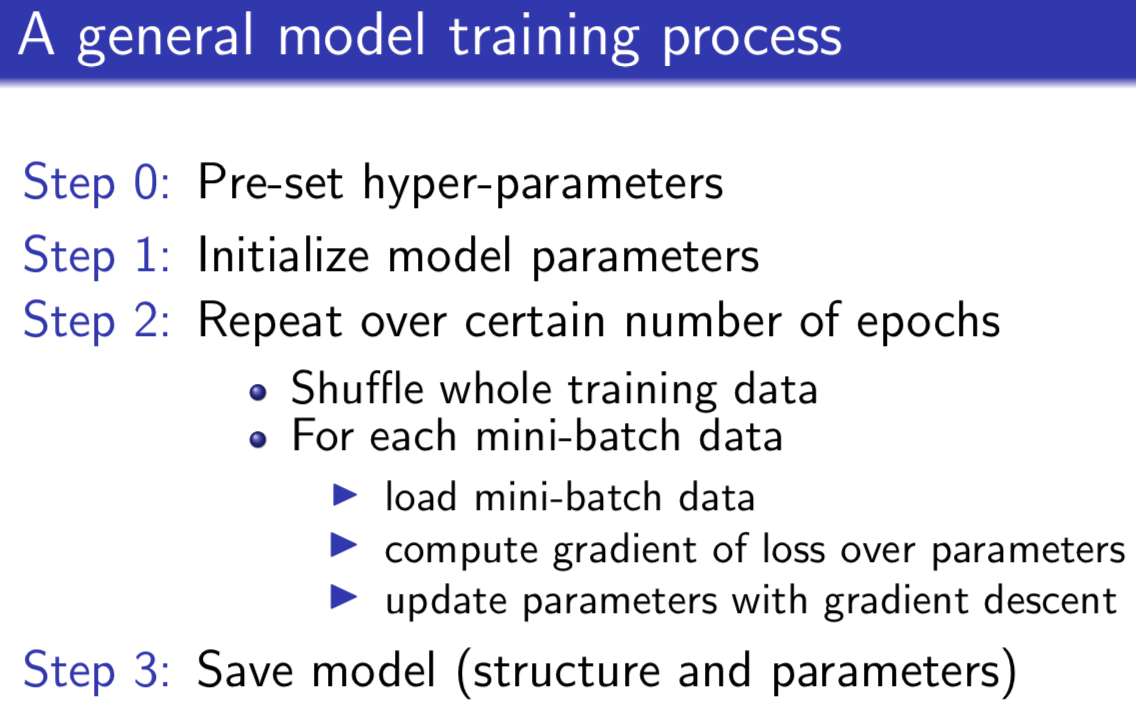 A general model training process
Step 0: Pre-set hyper-parameters
Step 1: Initialize model parameters
Step 2: Repeat over certain number of epochs
Shuffle whole training data
For each mini-batch data
load mini-batch data
compute gradient of loss over parameters
update parameters with gradient descent
Step 3: Save model (structure and parameters)